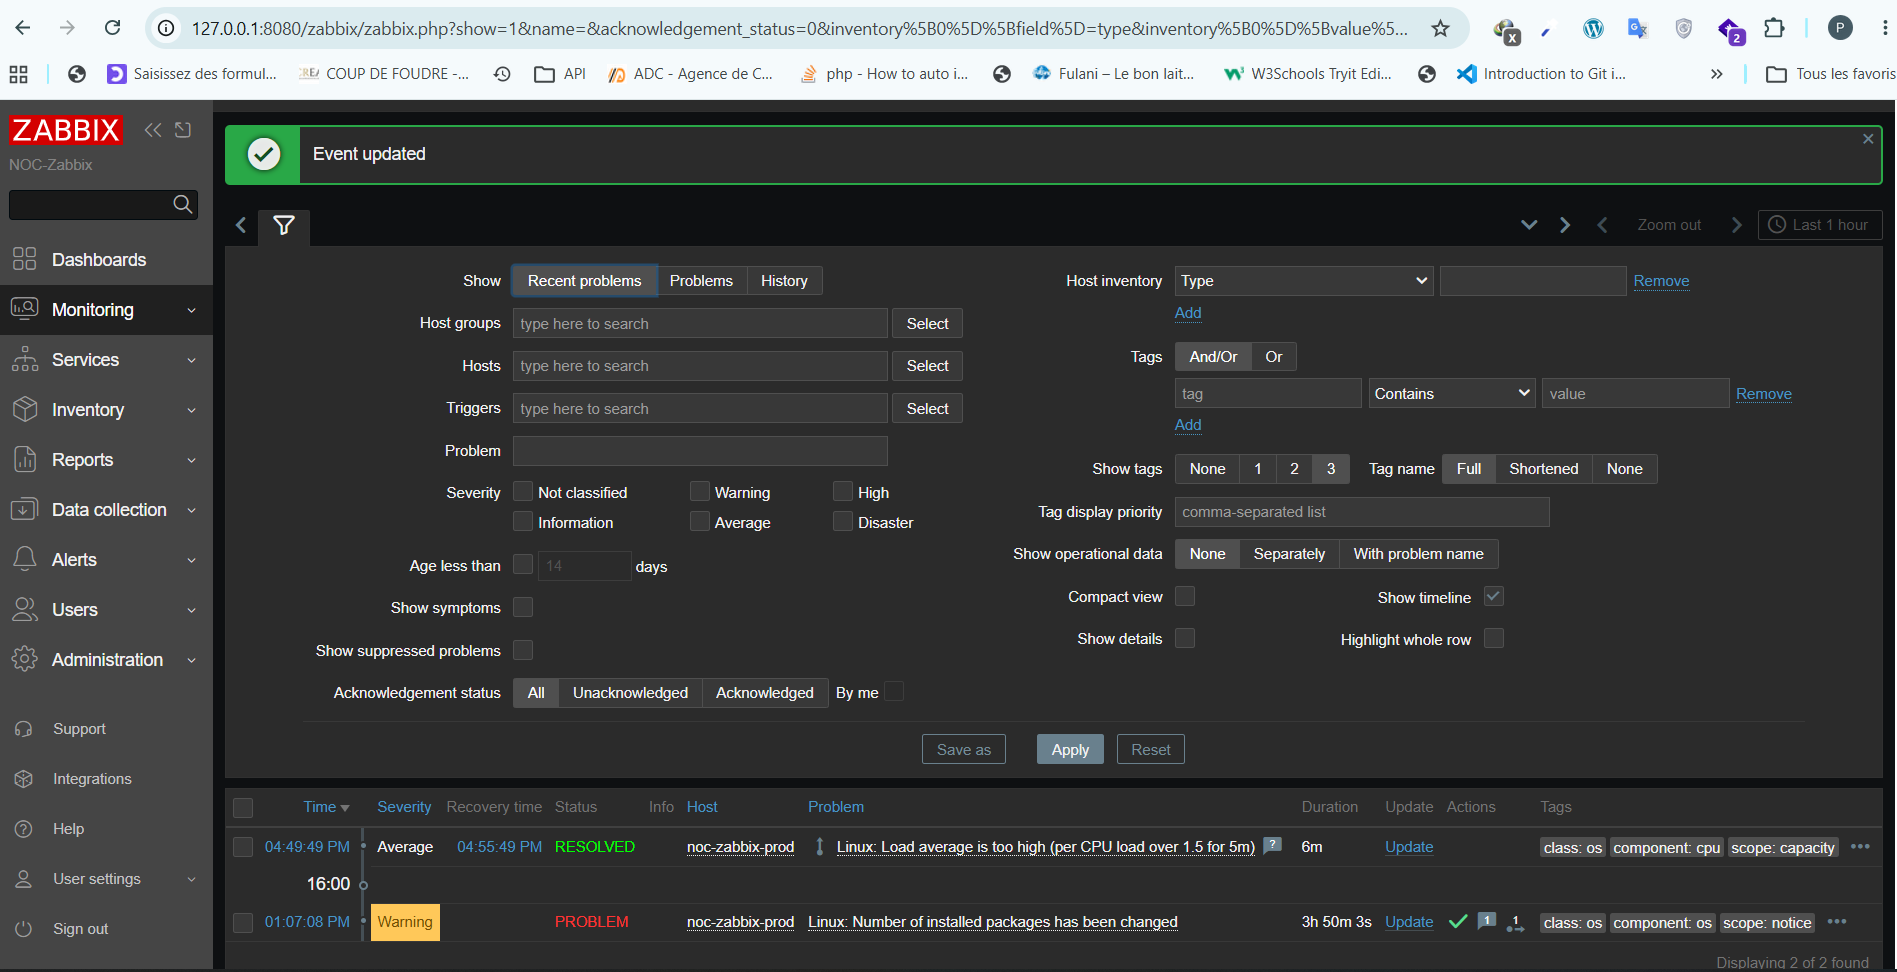 127.0.0.1:8080/zabbix/zabbix.php?show=1&name=&acknowledgement_status=0&inventory%5B0%5D%5Bfield%5D=type&inventory%5B0%5D%5Bvalue%5...
X
2
P
Saisissez des formul...
COUP DE FOUDRE -...
API
ADC - Agence de C...
php - How to auto i...
Fulani – Le bon lait...
W3Schools Tryit Edi...
Introduction to Git i...
»
Tous les favoris
ZABBIX
NOC-Zabbix
Dashboards
Monitoring
Services
Inventory
Reports
Data collection
Alerts
Users
Administration
Support
Integrations
Help
User settings
Sign out
Event updated
Zoom out
Last 1 hour
Show Recent problems Problems History
Host groups type here to search Select
Hosts type here to search Select
Triggers type here to search Select
Problem
Severity Not classified Warning High
Information Average Disaster
Age less than 14 days
Show symptoms
Show suppressed problems
Acknowledgement status All Unacknowledged Acknowledged By me
Host inventory Type Remove
Add
Tags And/Or Or
tag Contains value Remove
Add
Show tags None 1 2 3 Tag name Full Shortened None
Tag display priority comma-separated list
Show operational data None Separately With problem name
Compact view Show timeline
Show details Highlight whole row
Save as Apply Reset
Time Severity Recovery time Status Info Host Problem Duration Update Actions Tags
04:49:49 PM Average 04:55:49 PM RESOLVED noc-zabbix-prod Linux: Load average is too high (per CPU load over 1.5 for 5m) ? 6m Update class: os component: cpu scope: capacity •••
16:00
01:07:08 PM Warning PROBLEM noc-zabbix-prod Linux: Number of installed packages has been changed 3h 50m 3s Update 1 1 class: os component: os scope: notice •••
Displaying 2 of 2 found